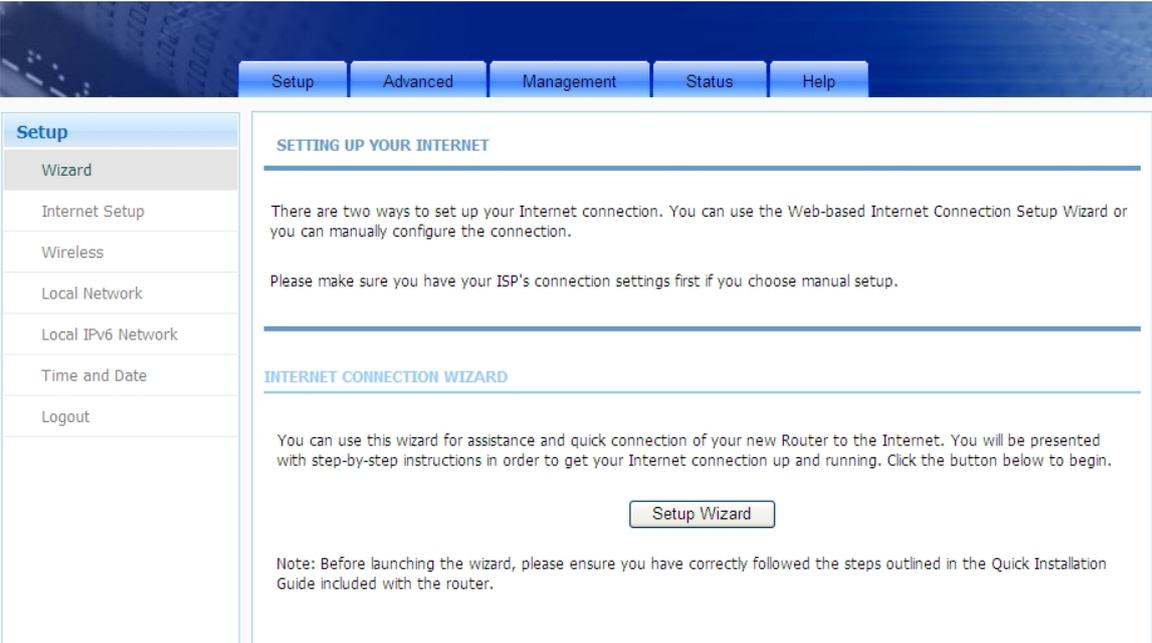 Setup
Advanced
Management
Status
Help
Setup
Wizard
Internet Setup
Wireless
Local Network
Local IPv6 Network
Time and Date
Logout
SETTING UP YOUR INTERNET
There are two ways to set up your Internet connection. You can use the Web-based Internet Connection Setup Wizard or
you can manually configure the connection.
Please make sure you have your ISP's connection settings first if you choose manual setup.
INTERNET CONNECTION WIZARD
You can use this wizard for assistance and quick connection of your new Router to the Internet. You will be presented
with step-by-step instructions in order to get your Internet connection up and running. Click the button below to begin.
Setup Wizard
Note: Before launching the wizard, please ensure you have correctly followed the steps outlined in the Quick Installation
Guide included with the router.